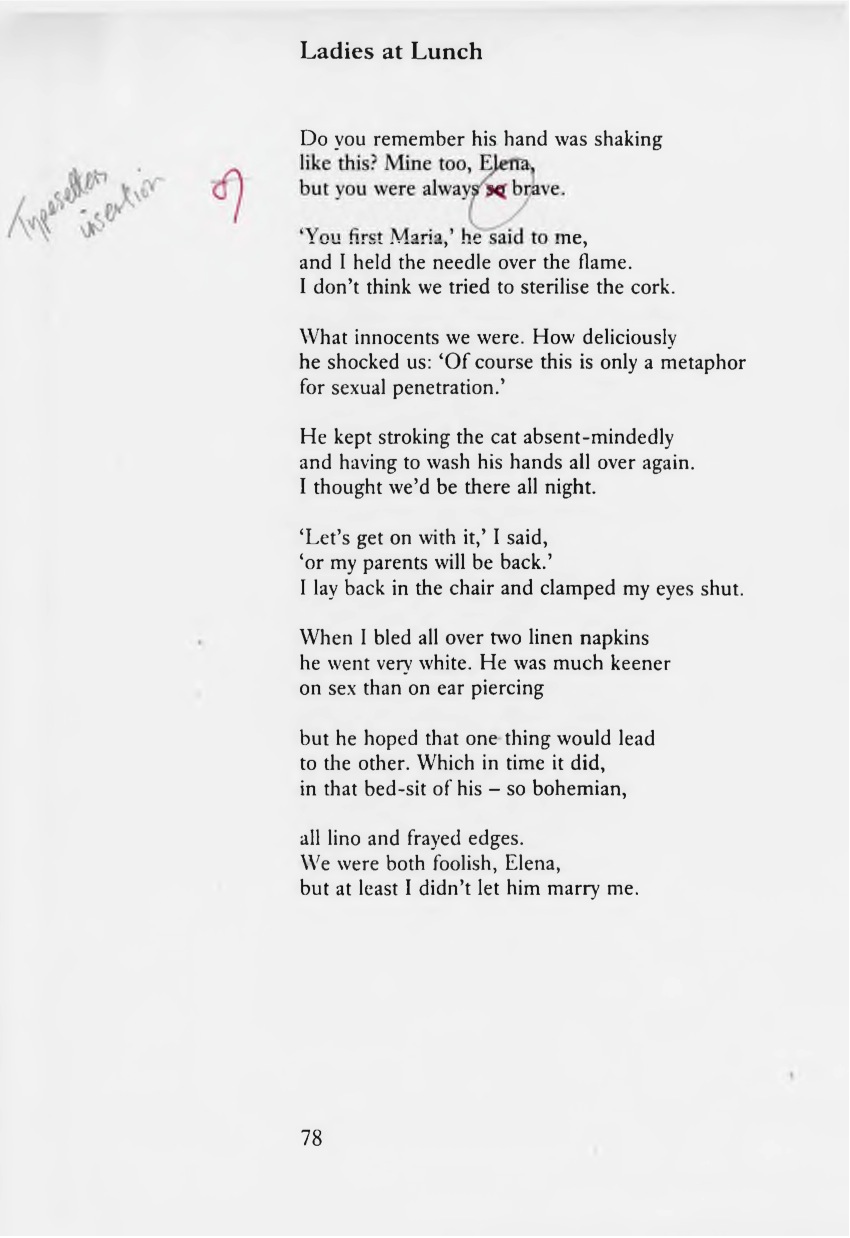 Ladies at Lunch
Do you remember his hand was shaking
like this? Mine too, Elena,
but you were always so brave.
Typesetters
insertion
‘You first Maria,’ he said to me,
and I held the needle over the flame.
I don’t think we tried to sterilise the cork.
What innocents we were. How deliciously
he shocked us: ‘Of course this is only a metaphor
for sexual penetration.’
He kept stroking the cat absent-mindedly
and having to wash his hands all over again.
I thought we’d be there all night.
‘Let’s get on with it,’ I said,
‘or my parents will be back.’
I lay back in the chair and clamped my eyes shut.
When I bled all over two linen napkins
he went very white. He was much keener
on sex than on ear piercing
but he hoped that one thing would lead
to the other. Which in time it did,
in that bed-sit of his – so bohemian,
all lino and frayed edges.
We were both foolish, Elena,
but at least I didn’t let him marry me.
78